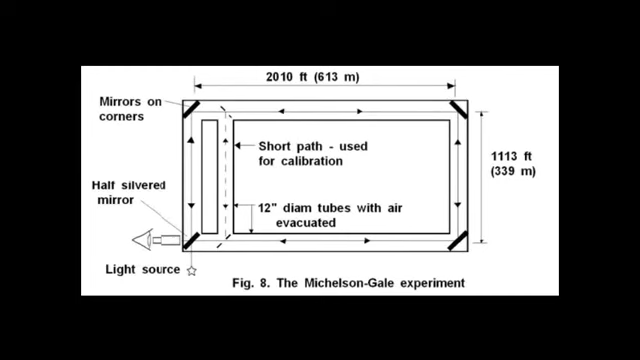 2010 ft (613 m)
Mirrors on
corners
Short path - used
for calibration
1113 ft
(339 m)
Half silvered
mirror
12" diam tubes with air
evacuated
Light source
Fig. 8. The Michelson-Gale experiment